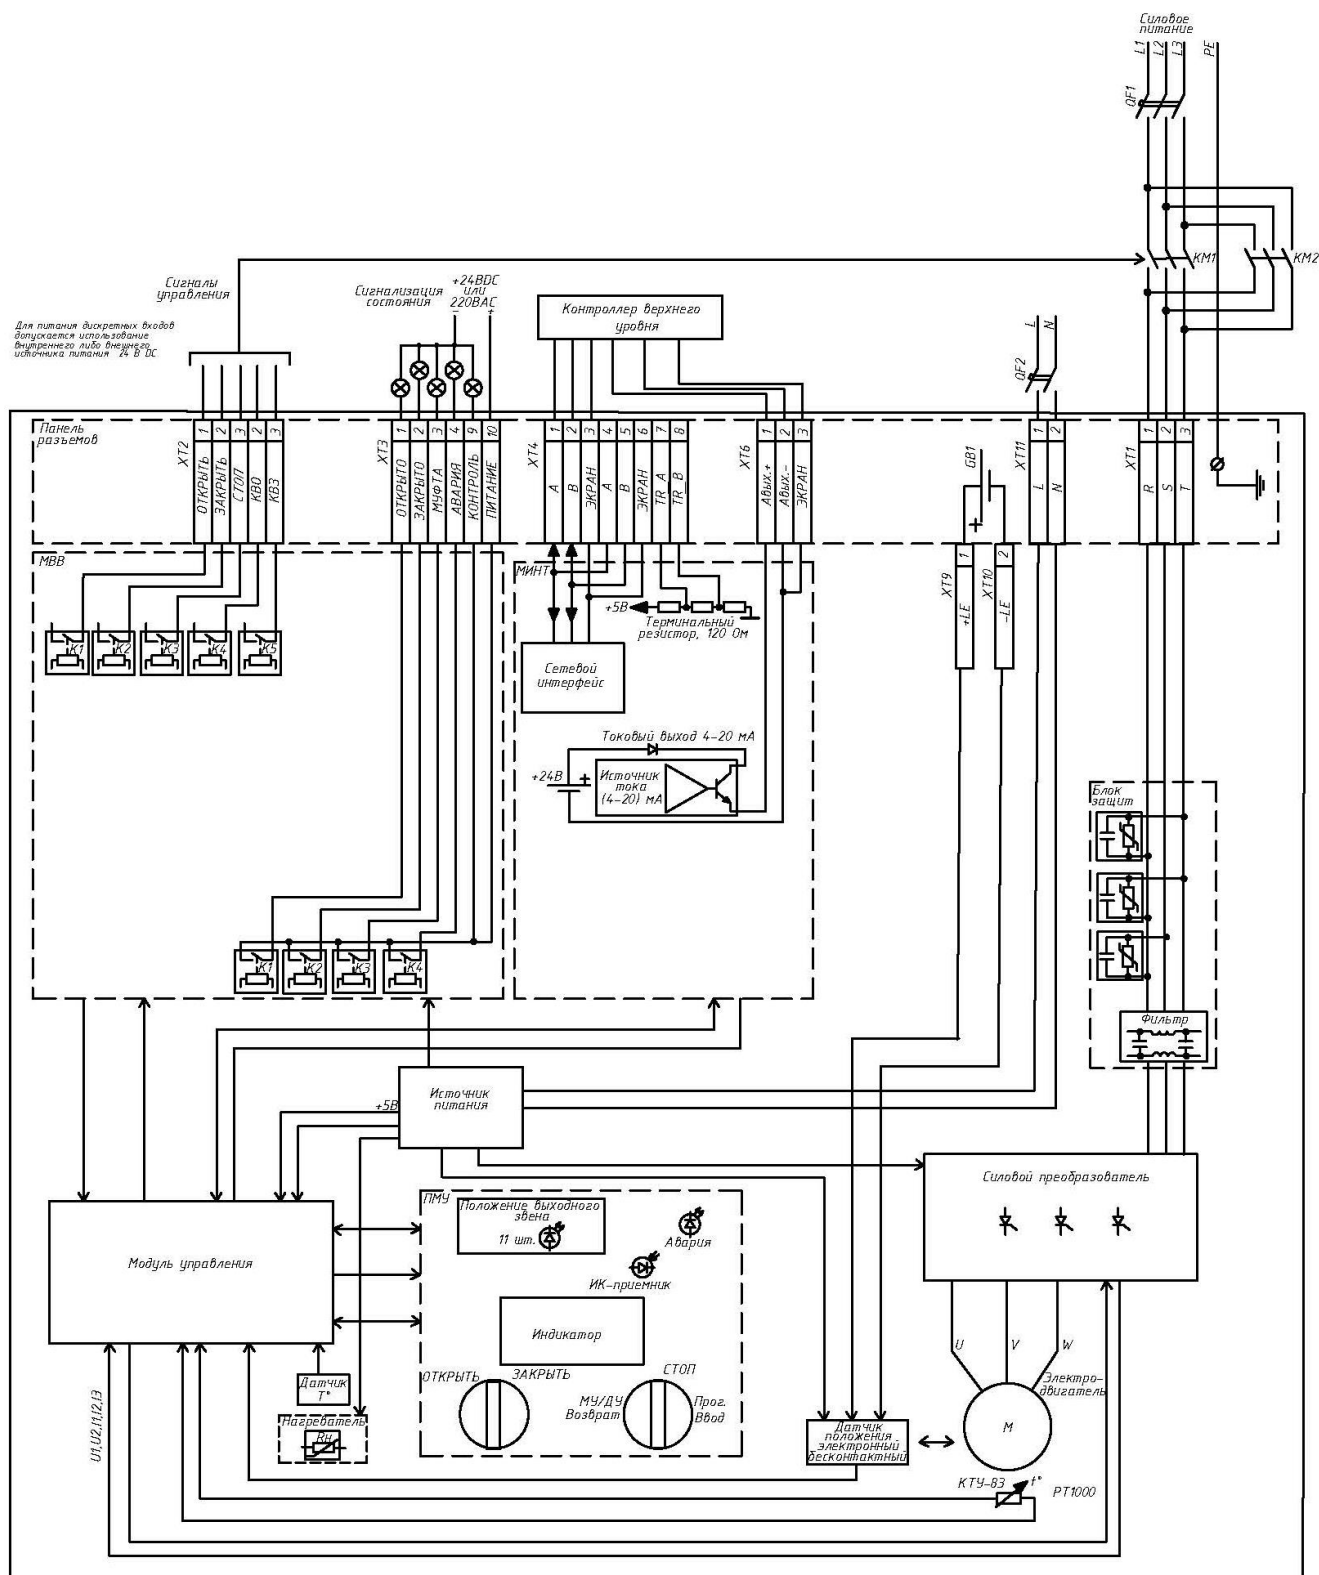 Силовое
питание
L1
L2
L3
PE
QF1
KM1
KM2
Сигналы
управления
Для питания дискретных входов
допускается использование
внутреннего либо внешнего
источника питания 24 В DC
Сигнализация
состояния
+24ВDC
или
220ВАС
- +
Контроллер верхнего
уровня
L
N
QF2
Панель
разъемов
XT2
1 ОТКРЫТЬ
2 ЗАКРЫТЬ
3 СТОП
2 КВО
3 КВЗ
XT3
1 ОТКРЫТО
2 ЗАКРЫТО
3 МУФТА
4 АВАРИЯ
9 КОНТРОЛЬ
10 ПИТАНИЕ
XT4
1 A
2 B
3 ЭКРАН
4 A
5 B
6 ЭКРАН
7 TR_A
8 TR_B
XT6
1 Aвых.+
2 Aвых.-
3 ЭКРАН
GB1
+
XT11
1 L
2 N
XT1
1 R
2 S
3 T
XT9
1
+LE
XT10
2
-LE
МВВ
K1
K2
K3
K4
K5
МИНТ
+5В
Терминальный
резистор, 120 Ом
Сетевой
интерфейс
Токовый выход 4-20 мА
+24В
+
Источник
тока
(4-20) мА
Блок
защит
Фильтр
K1
K2
K3
K4
Источник
питания
+5В
Силовой преобразователь
Модуль управления
ПМУ
Положение выходного
звена
11 шт.
Авария
ИК-приемник
Индикатор
ОТКРЫТЬ
ЗАКРЫТЬ
СТОП
МУ/ДУ
Возврат
Прог.
Ввод
U
V
W
Электро-
двигатель
M
Датчик
T°
Нагреватель
Rн
Датчик
положения
электронный
бесконтактный
U1,U2,I1,I2,I3
КТУ-83
t°
РТ1000